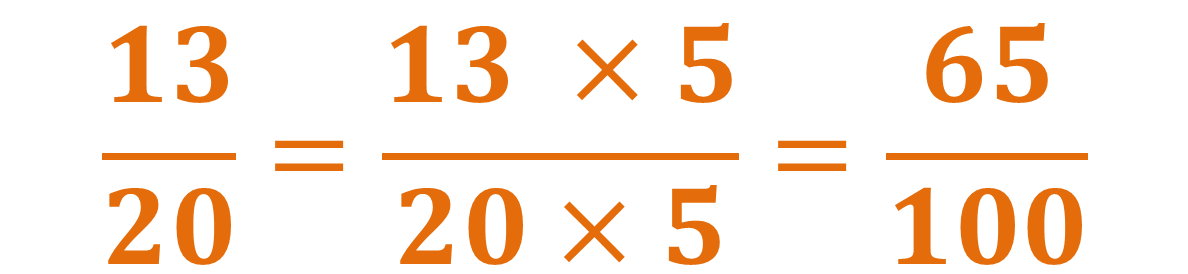 13/20 = 13 × 5/20 × 5 = 65/100